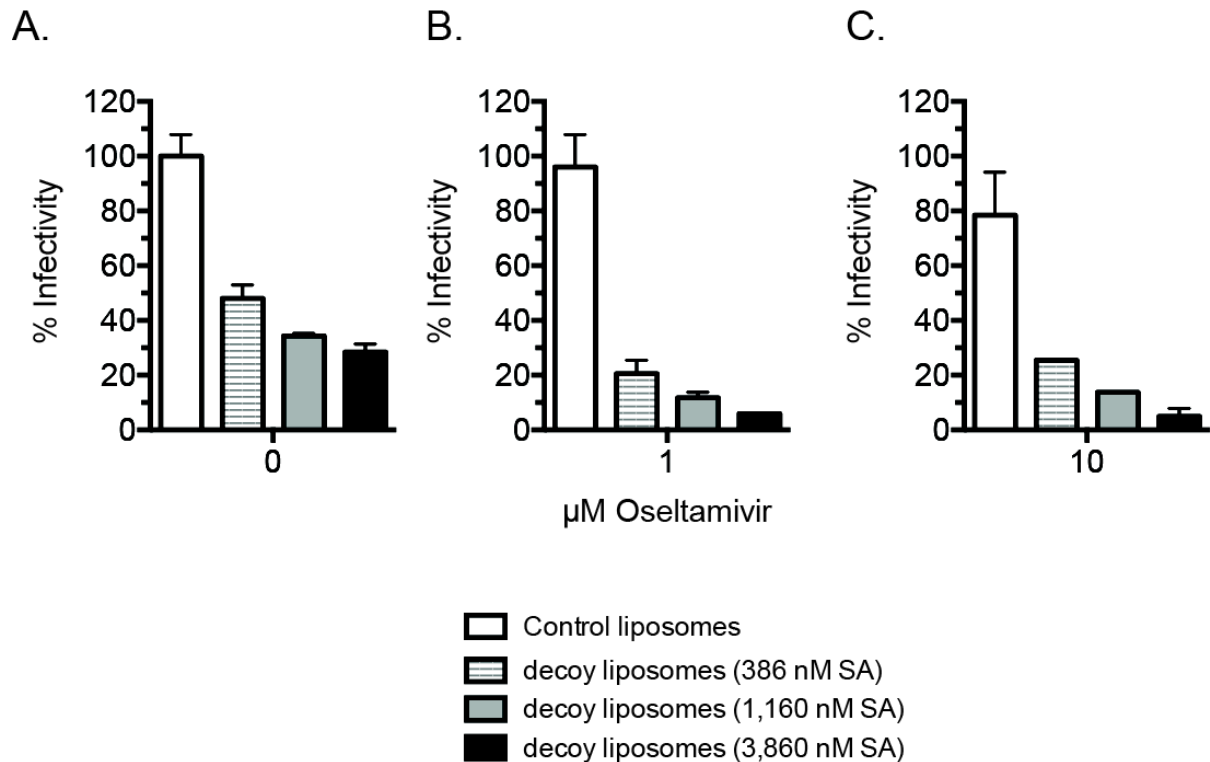 A.
B.
C.
% Infectivity
120
100
80
60
40
20
0
0
% Infectivity
120
100
80
60
40
20
0
1
% Infectivity
120
100
80
60
40
20
0
10
µM Oseltamivir
Control liposomes
decoy liposomes (386 nM SA)
decoy liposomes (1,160 nM SA)
decoy liposomes (3,860 nM SA)